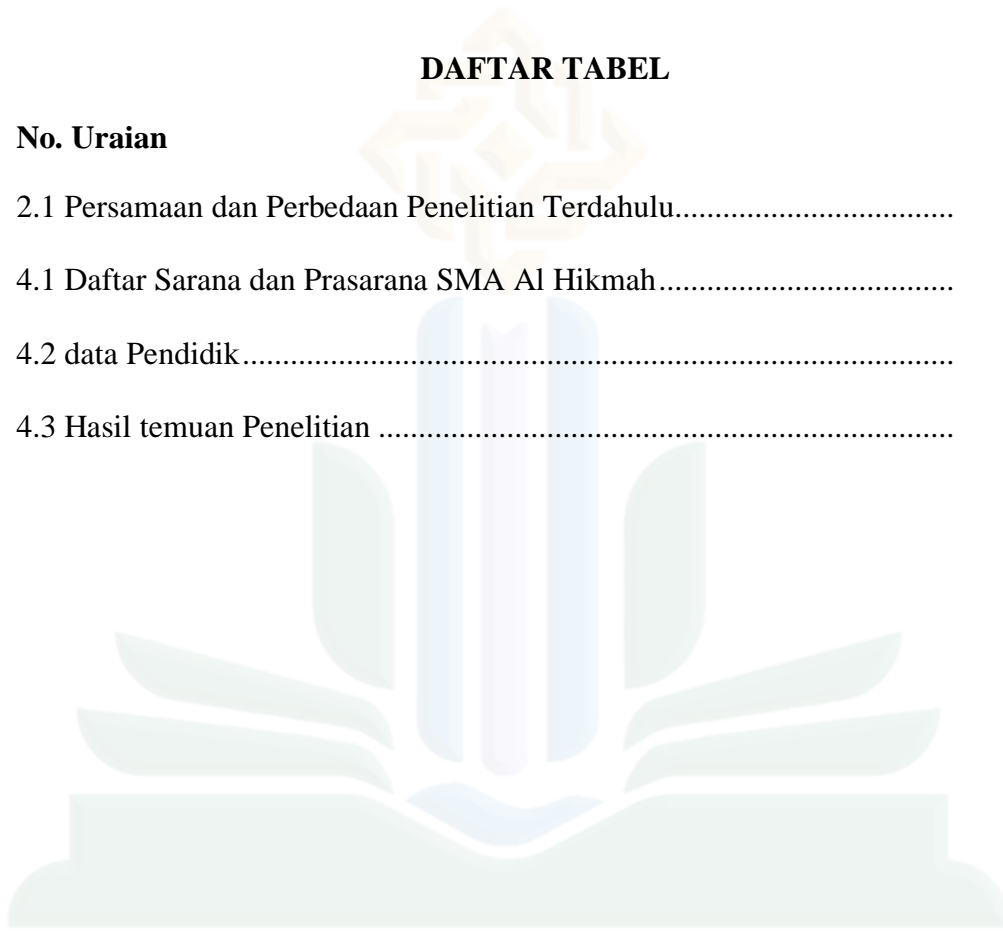 DAFTAR TABEL
No. Uraian
2.1 Persamaan dan Perbedaan Penelitian Terdahulu...................................
4.1 Daftar Sarana dan Prasarana SMA Al Hikmah.....................................
4.2 data Pendidik.........................................................................................
4.3 Hasil temuan Penelitian ........................................................................